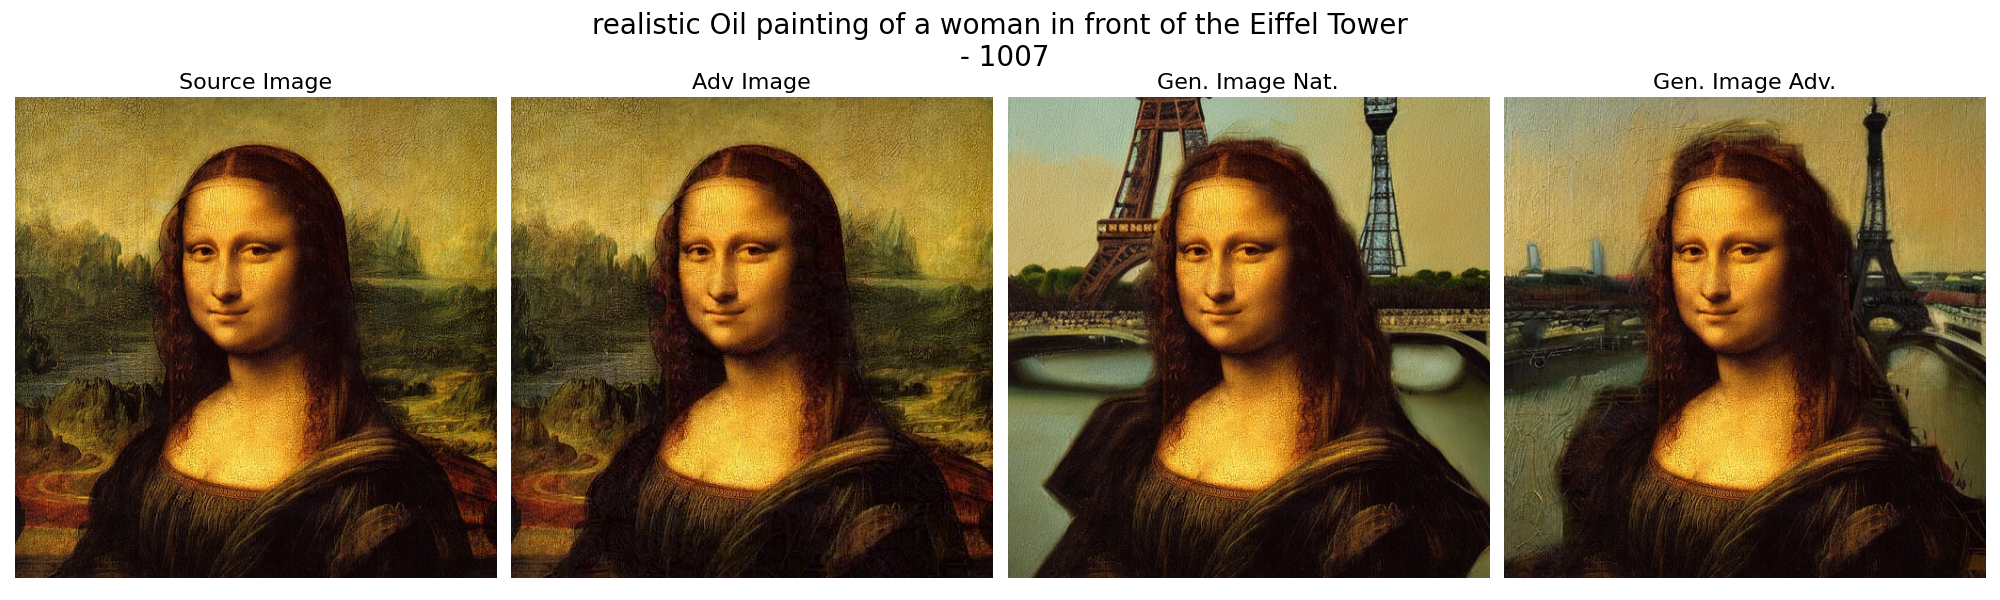 realistic Oil painting of a woman in front of the Eiffel Tower
- 1007
Source Image
Adv Image
Gen. Image Nat.
Gen. Image Adv.